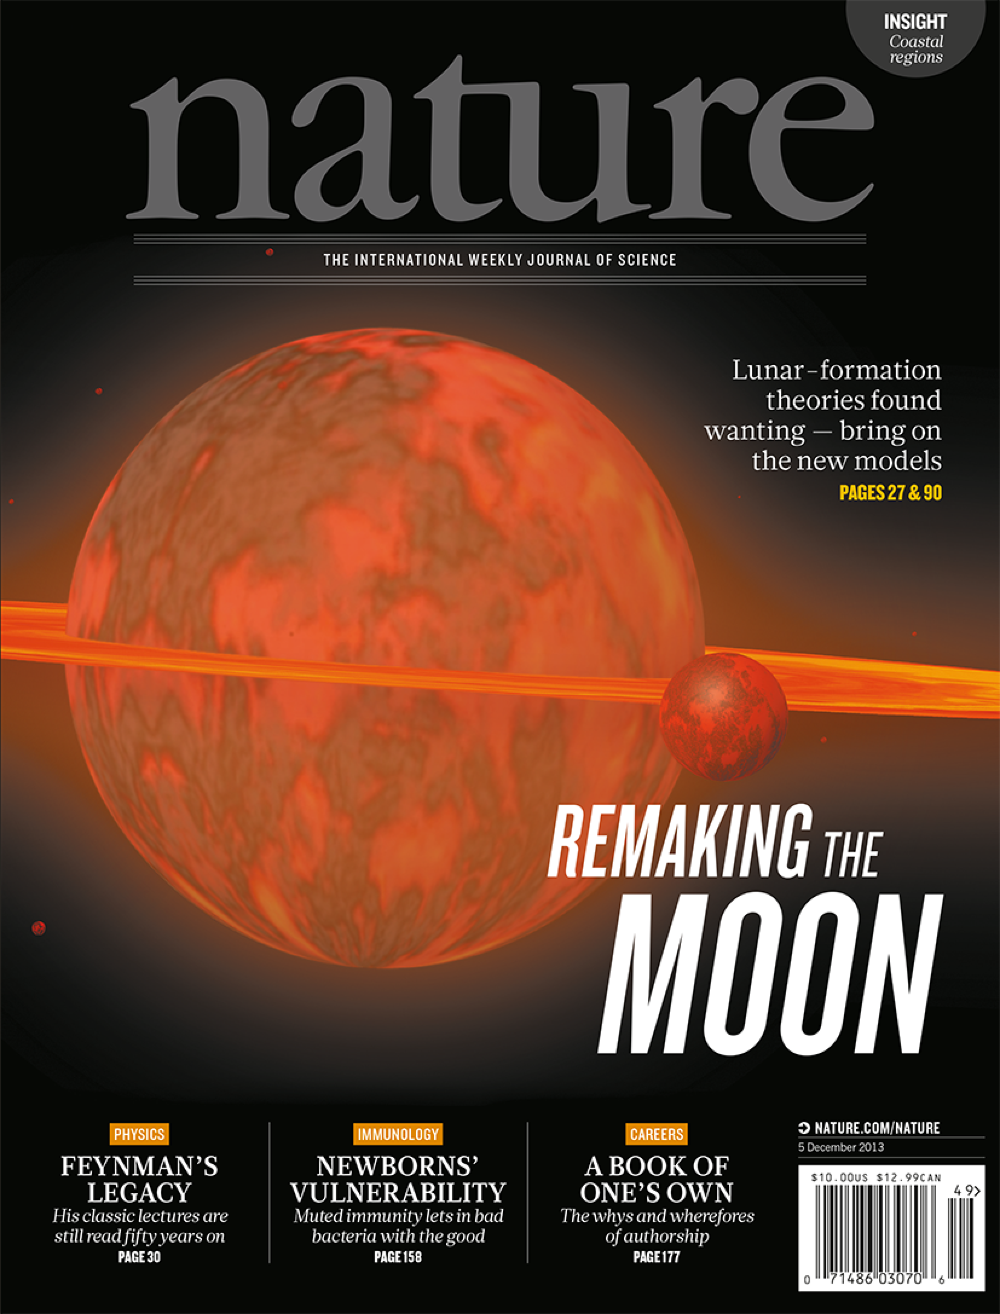 INSIGHT
Coastal
regions
nature
THE INTERNATIONAL WEEKLY JOURNAL OF SCIENCE
Lunar-formation
theories found
wanting — bring on
the new models
PAGES 27 & 90
REMAKING THE
MOON
PHYSICS
FEYNMAN'S
LEGACY
His classic lectures are
still read fifty years on
PAGE 30
IMMUNOLOGY
NEWBORNS'
VULNERABILITY
Muted immunity lets in bad
bacteria with the good
PAGE 158
CAREERS
A BOOK OF
ONE'S OWN
The whys and wherefores
of authorship
PAGE 177
NATURE.COM/NATURE
5 December 2013
$10.00US $12.99CAN
49>
0 71486 03070 6